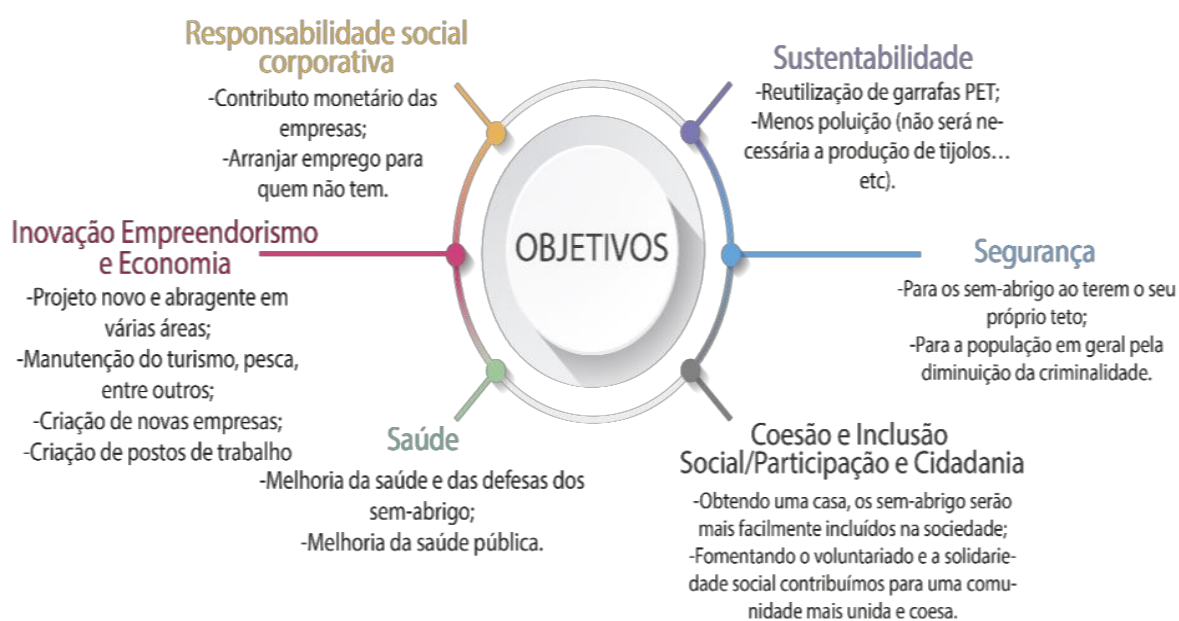 Responsabilidade social
corporativa
-Contributo monetário das
empresas;
-Arranjar emprego para
quem não tem.
Inovação Empreendorismo
e Economia
-Projeto novo e abragente em
várias áreas;
-Manutenção do turismo, pesca,
entre outros;
-Criação de novas empresas;
-Criação de postos de trabalho
Saúde
-Melhoria da saúde e das defesas dos
sem-abrigo;
-Melhoria da saúde pública.
OBJETIVOS
Sustentabilidade
-Reutilização de garrafas PET;
-Menos poluição (não será ne-
cessária a produção de tijolos...
etc).
Segurança
-Para os sem-abrigo ao terem o seu
próprio teto;
-Para a população em geral pela
diminuição da criminalidade.
Coesão e Inclusão
Social/Participação e Cidadania
-Obtendo uma casa, os sem-abrigo serão
mais facilmente incluídos na sociedade;
-Fomentando o voluntariado e a solidarie-
dade social contribuímos para uma comu-
nidade mais unida e coesa.